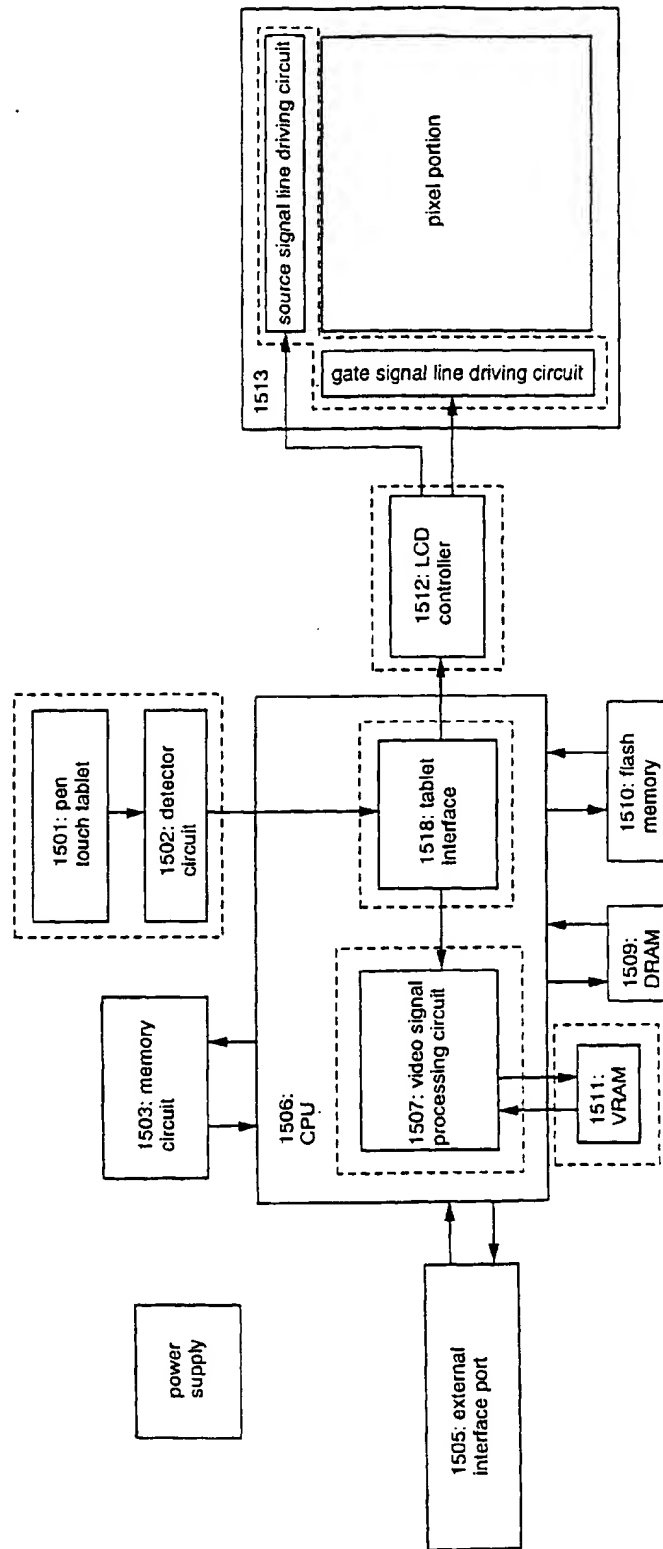 power
supply
1505: external
interface port
1503: memory
circuit
1506:
CPU
1507: video signal
processing circuit
1511:
VRAM
1501: pen
touch tablet
1502: detector
circuit
1518: tablet
interface
1509:
DRAM
1510: flash
memory
1512: LCD
controller
1513
source signal line driving circuit
gate signal line driving circuit
pixel portion